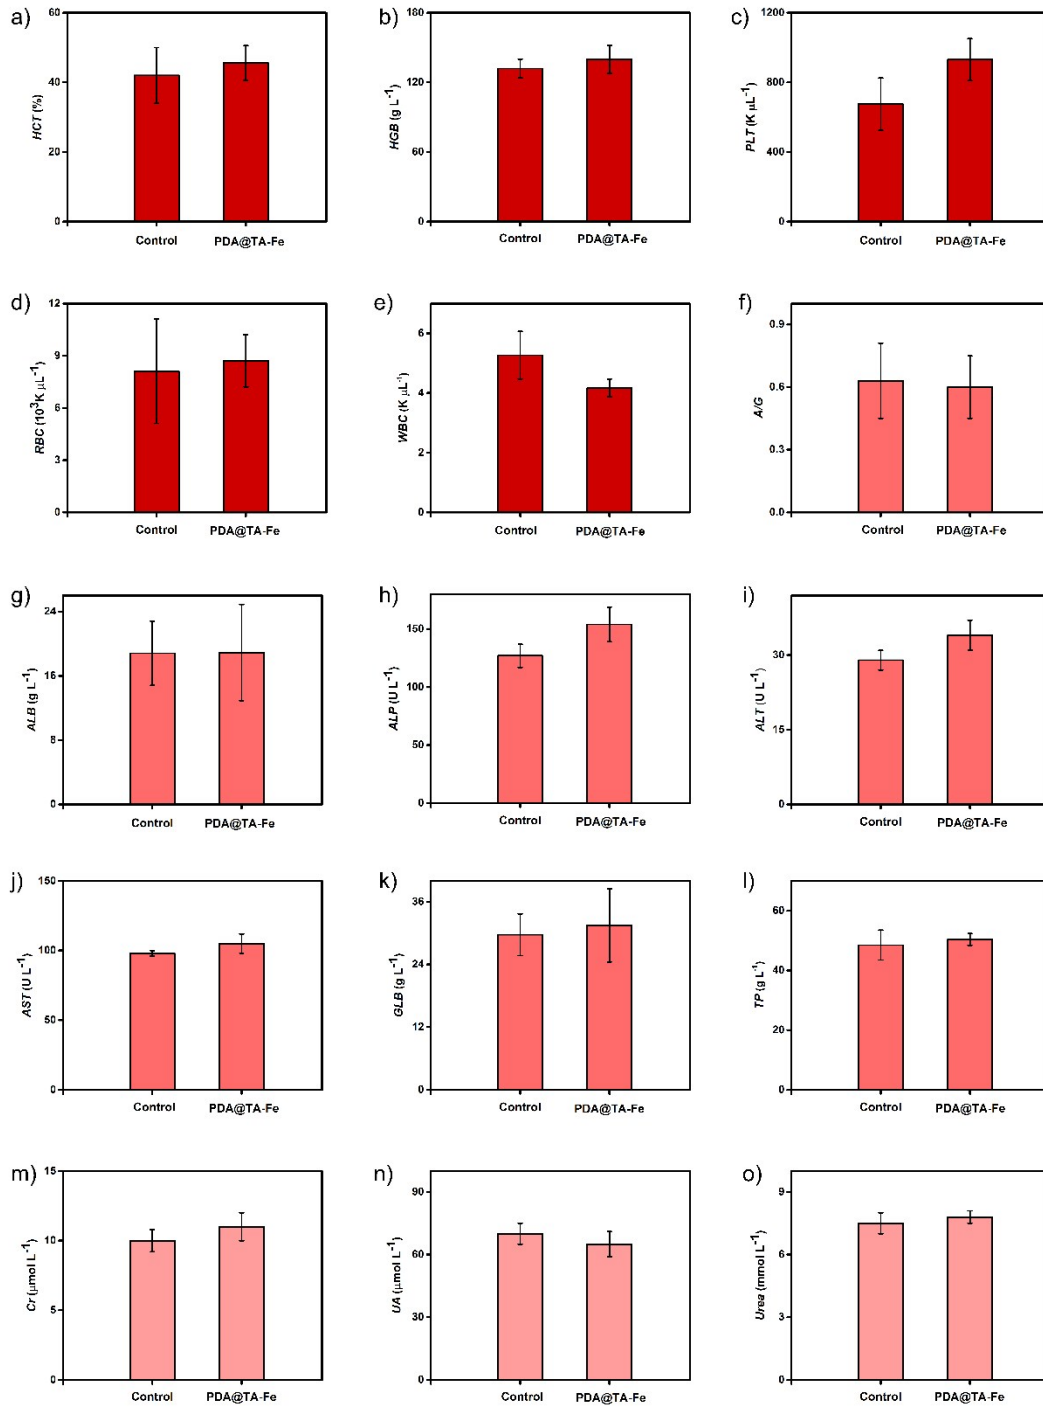 a)
60
40
20
0
HCT (%)
Control
PDA@TA-Fe
b)
180
120
60
0
HGB (g L⁻¹)
Control
PDA@TA-Fe
c)
1200
800
400
0
PLT (K μL⁻¹)
Control
PDA@TA-Fe
d)
12
9
6
3
0
RBC (10³K μL⁻¹)
Control
PDA@TA-Fe
e)
6
4
2
0
WBC (K μL⁻¹)
Control
PDA@TA-Fe
f)
0.9
0.6
0.3
0.0
A/G
Control
PDA@TA-Fe
g)
24
16
8
0
ALB (g L⁻¹)
Control
PDA@TA-Fe
h)
150
100
50
0
ALP (U L⁻¹)
Control
PDA@TA-Fe
i)
30
15
0
ALT (U L⁻¹)
Control
PDA@TA-Fe
j)
150
100
50
0
AST (U L⁻¹)
Control
PDA@TA-Fe
k)
36
24
12
0
GLB (g L⁻¹)
Control
PDA@TA-Fe
l)
60
40
20
0
TP (g L⁻¹)
Control
PDA@TA-Fe
m)
15
10
5
0
Cr (μmol L⁻¹)
Control
PDA@TA-Fe
n)
90
60
30
0
UA (μmol L⁻¹)
Control
PDA@TA-Fe
o)
9
6
3
0
Urea (mmol L⁻¹)
Control
PDA@TA-Fe